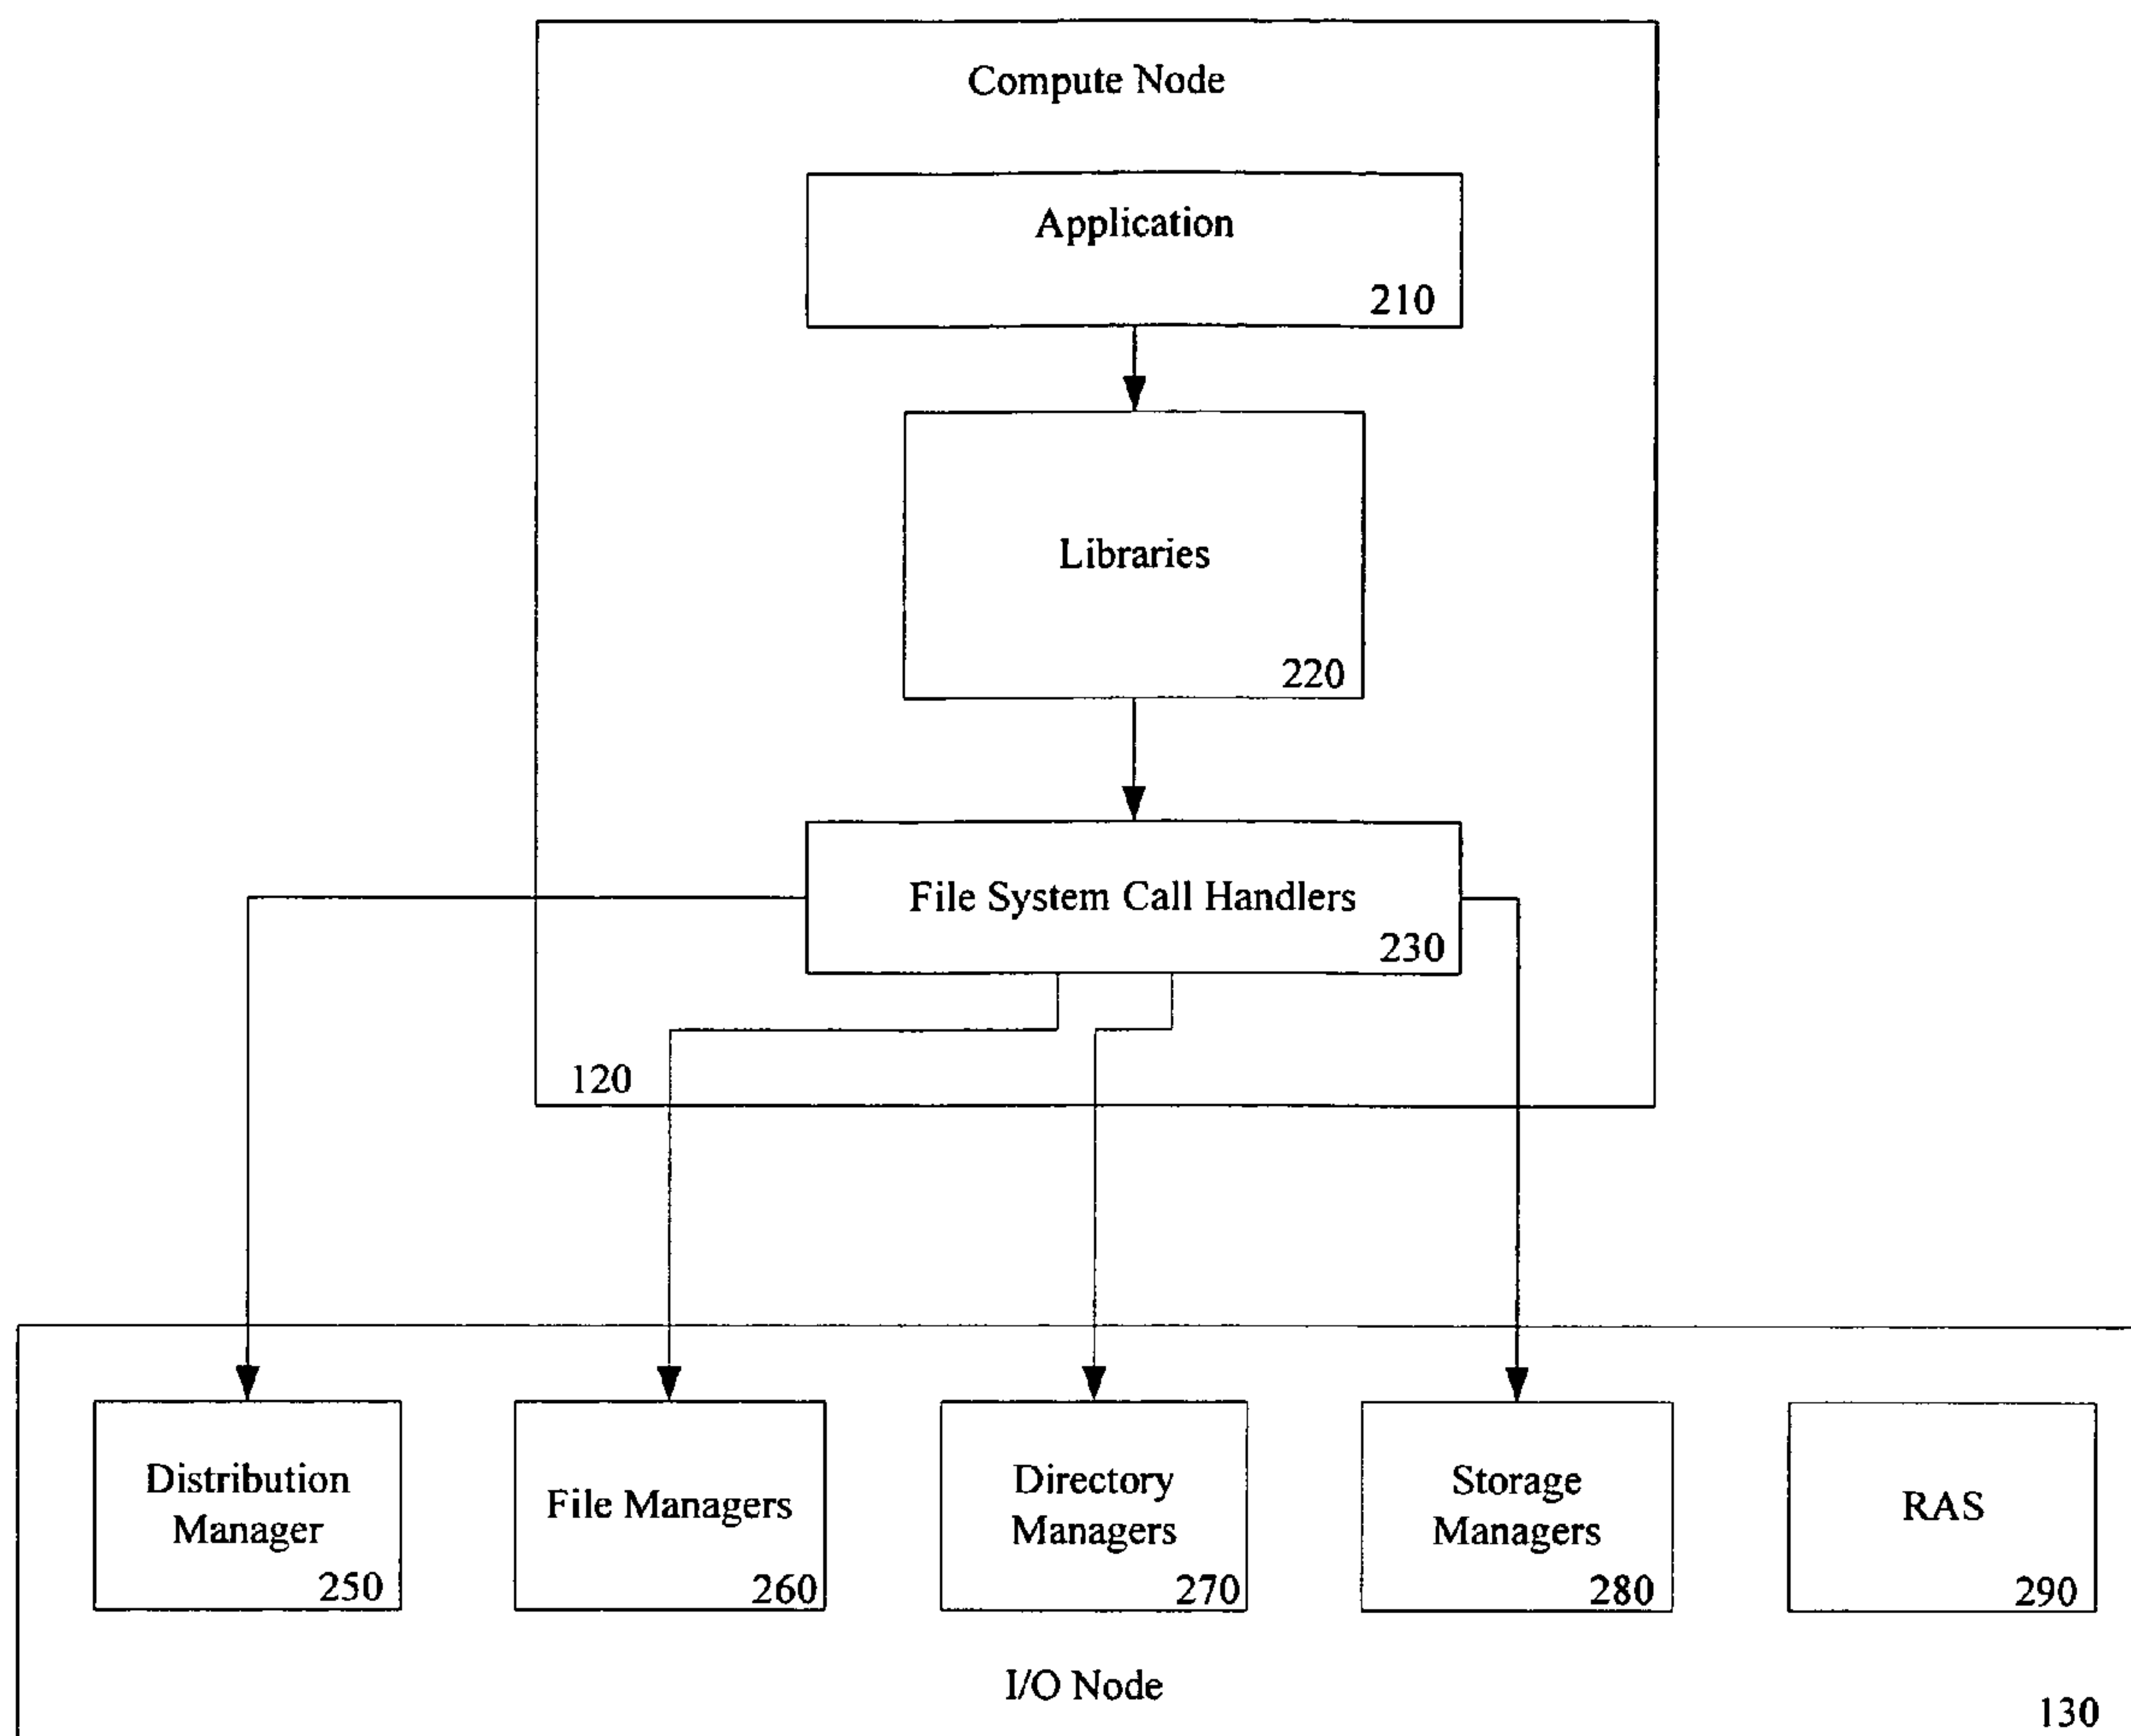 Compute Node
Application
210
Libraries
220
File System Call Handlers
230
120
Distribution
Manager
250
File Managers
260
Directory
Managers
270
Storage
Managers
280
RAS
290
I/O Node
130